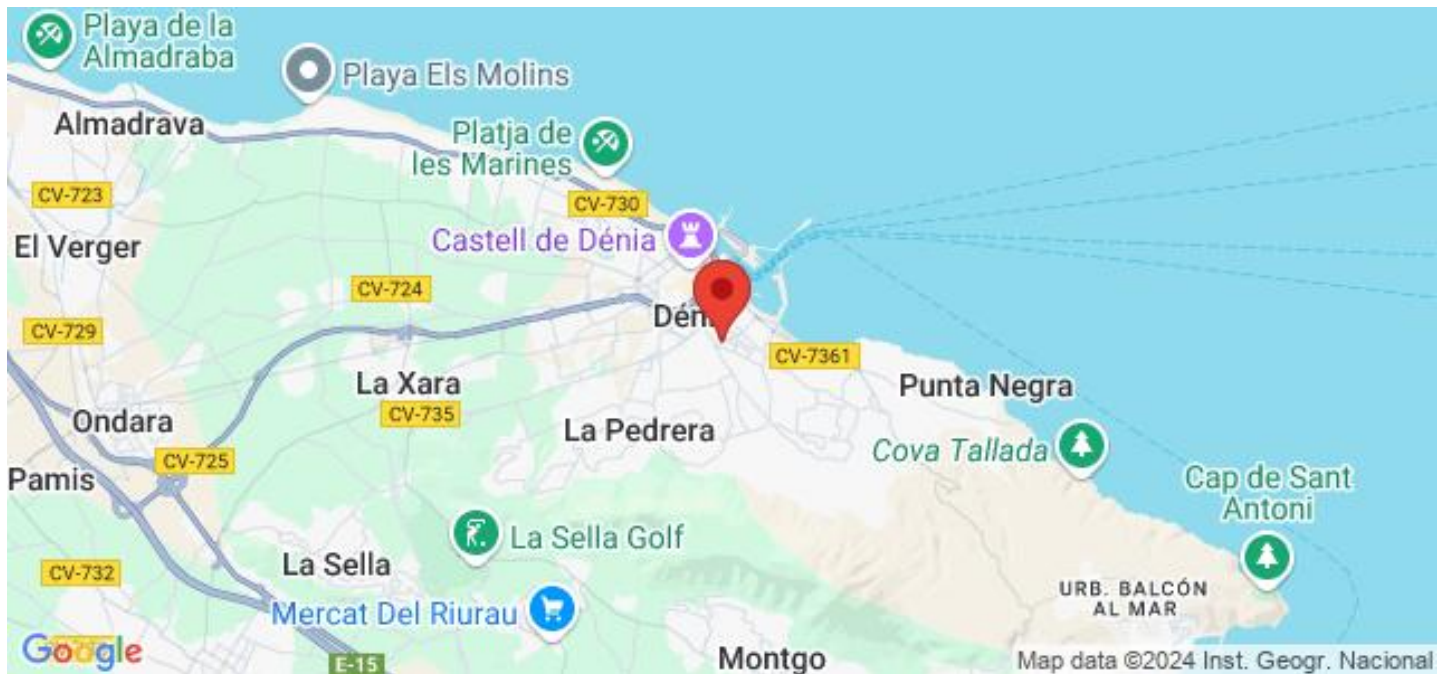 Playa de la
Almadraba
Playa Els Molins
Almadrava
Platja de
les Marines
CV-723
CV-730
El Verger
Castell de Dénia
CV-724
CV-729
CV-7361
La Xara
Punta Negra
CV-735
Ondara
La Pedrera
Cova Tallada
CV-725
Pamis
Cap de Sant
Antoni
La Sella Golf
La Sella
CV-732
URB. BALCÓN
AL MAR
Mercat Del Riurau
Google
E-15
Montgo
Map data ©2024 Inst. Geogr. Nacional